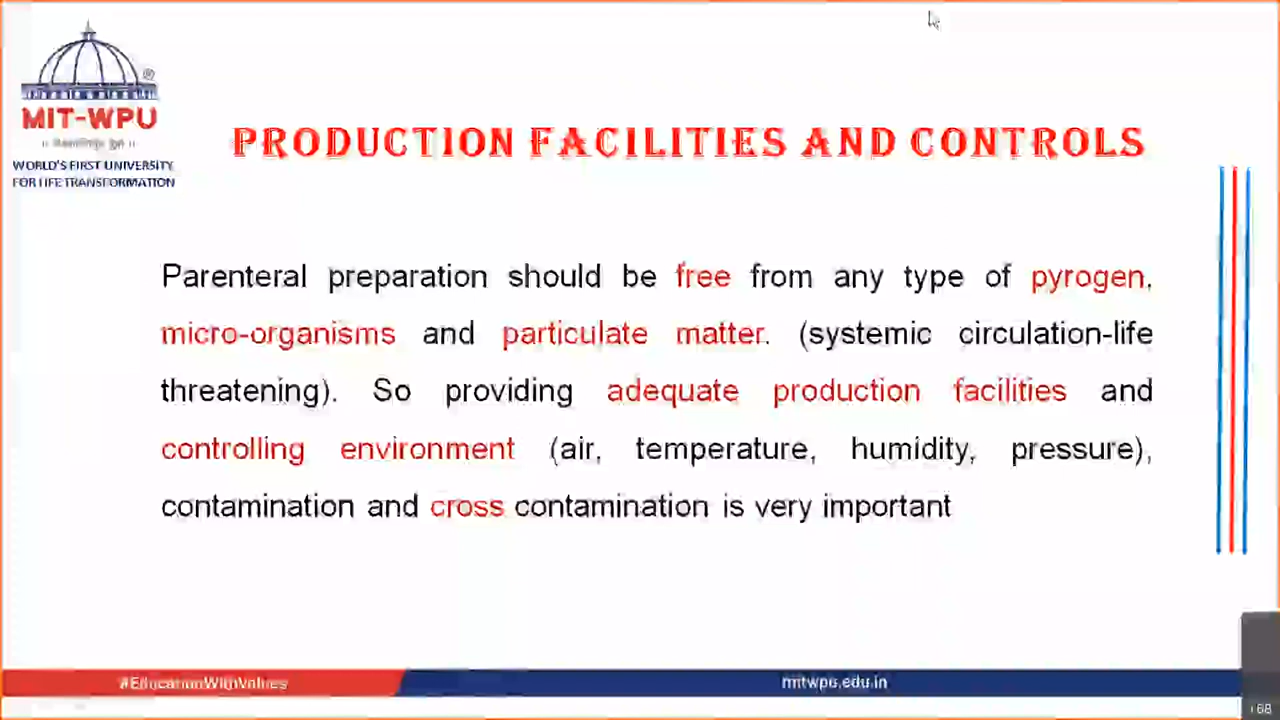 MIT-WPU
WORLD'S FIRST UNIVERSITY
FOR LIFE TRANSFORMATION
PRODUCTION FACILITIES AND CONTROLS
Parenteral preparation should be free from any type of pyrogen,
micro-organisms and particulate matter. (systemic circulation-life
threatening). So providing adequate production facilities and
controlling environment (air, temperature, humidity, pressure),
contamination and cross contamination is very important
#EducationWithValues
mitwpu.edu.in